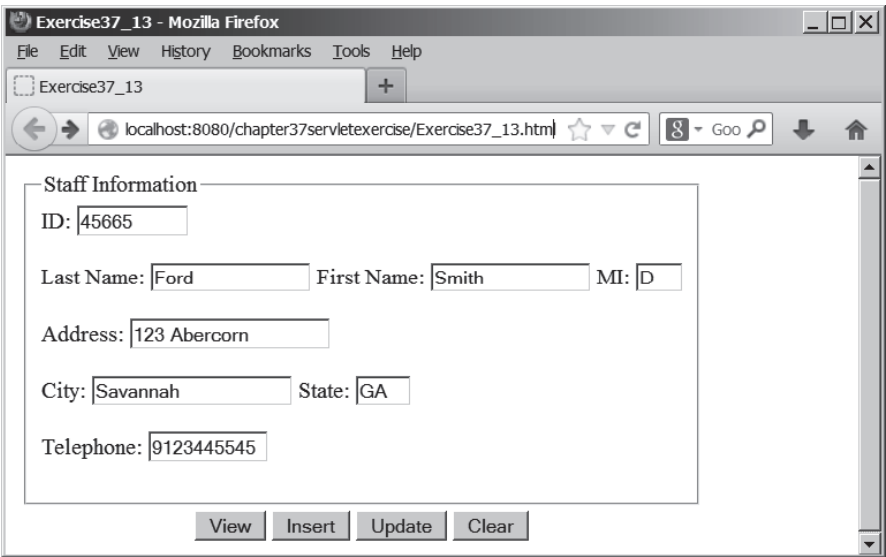 Exercise37_13 - Mozilla Firefox
File Edit View History Bookmarks Tools Help
Exercise37_13 +
localhost:8080/chapter37servletexercise/Exercise37_13.html 8 Goo
Staff Information
ID: 45665
Last Name: Ford First Name: Smith MI: D
Address: 123 Abercorn
City: Savannah State: GA
Telephone: 9123445545
View Insert Update Clear